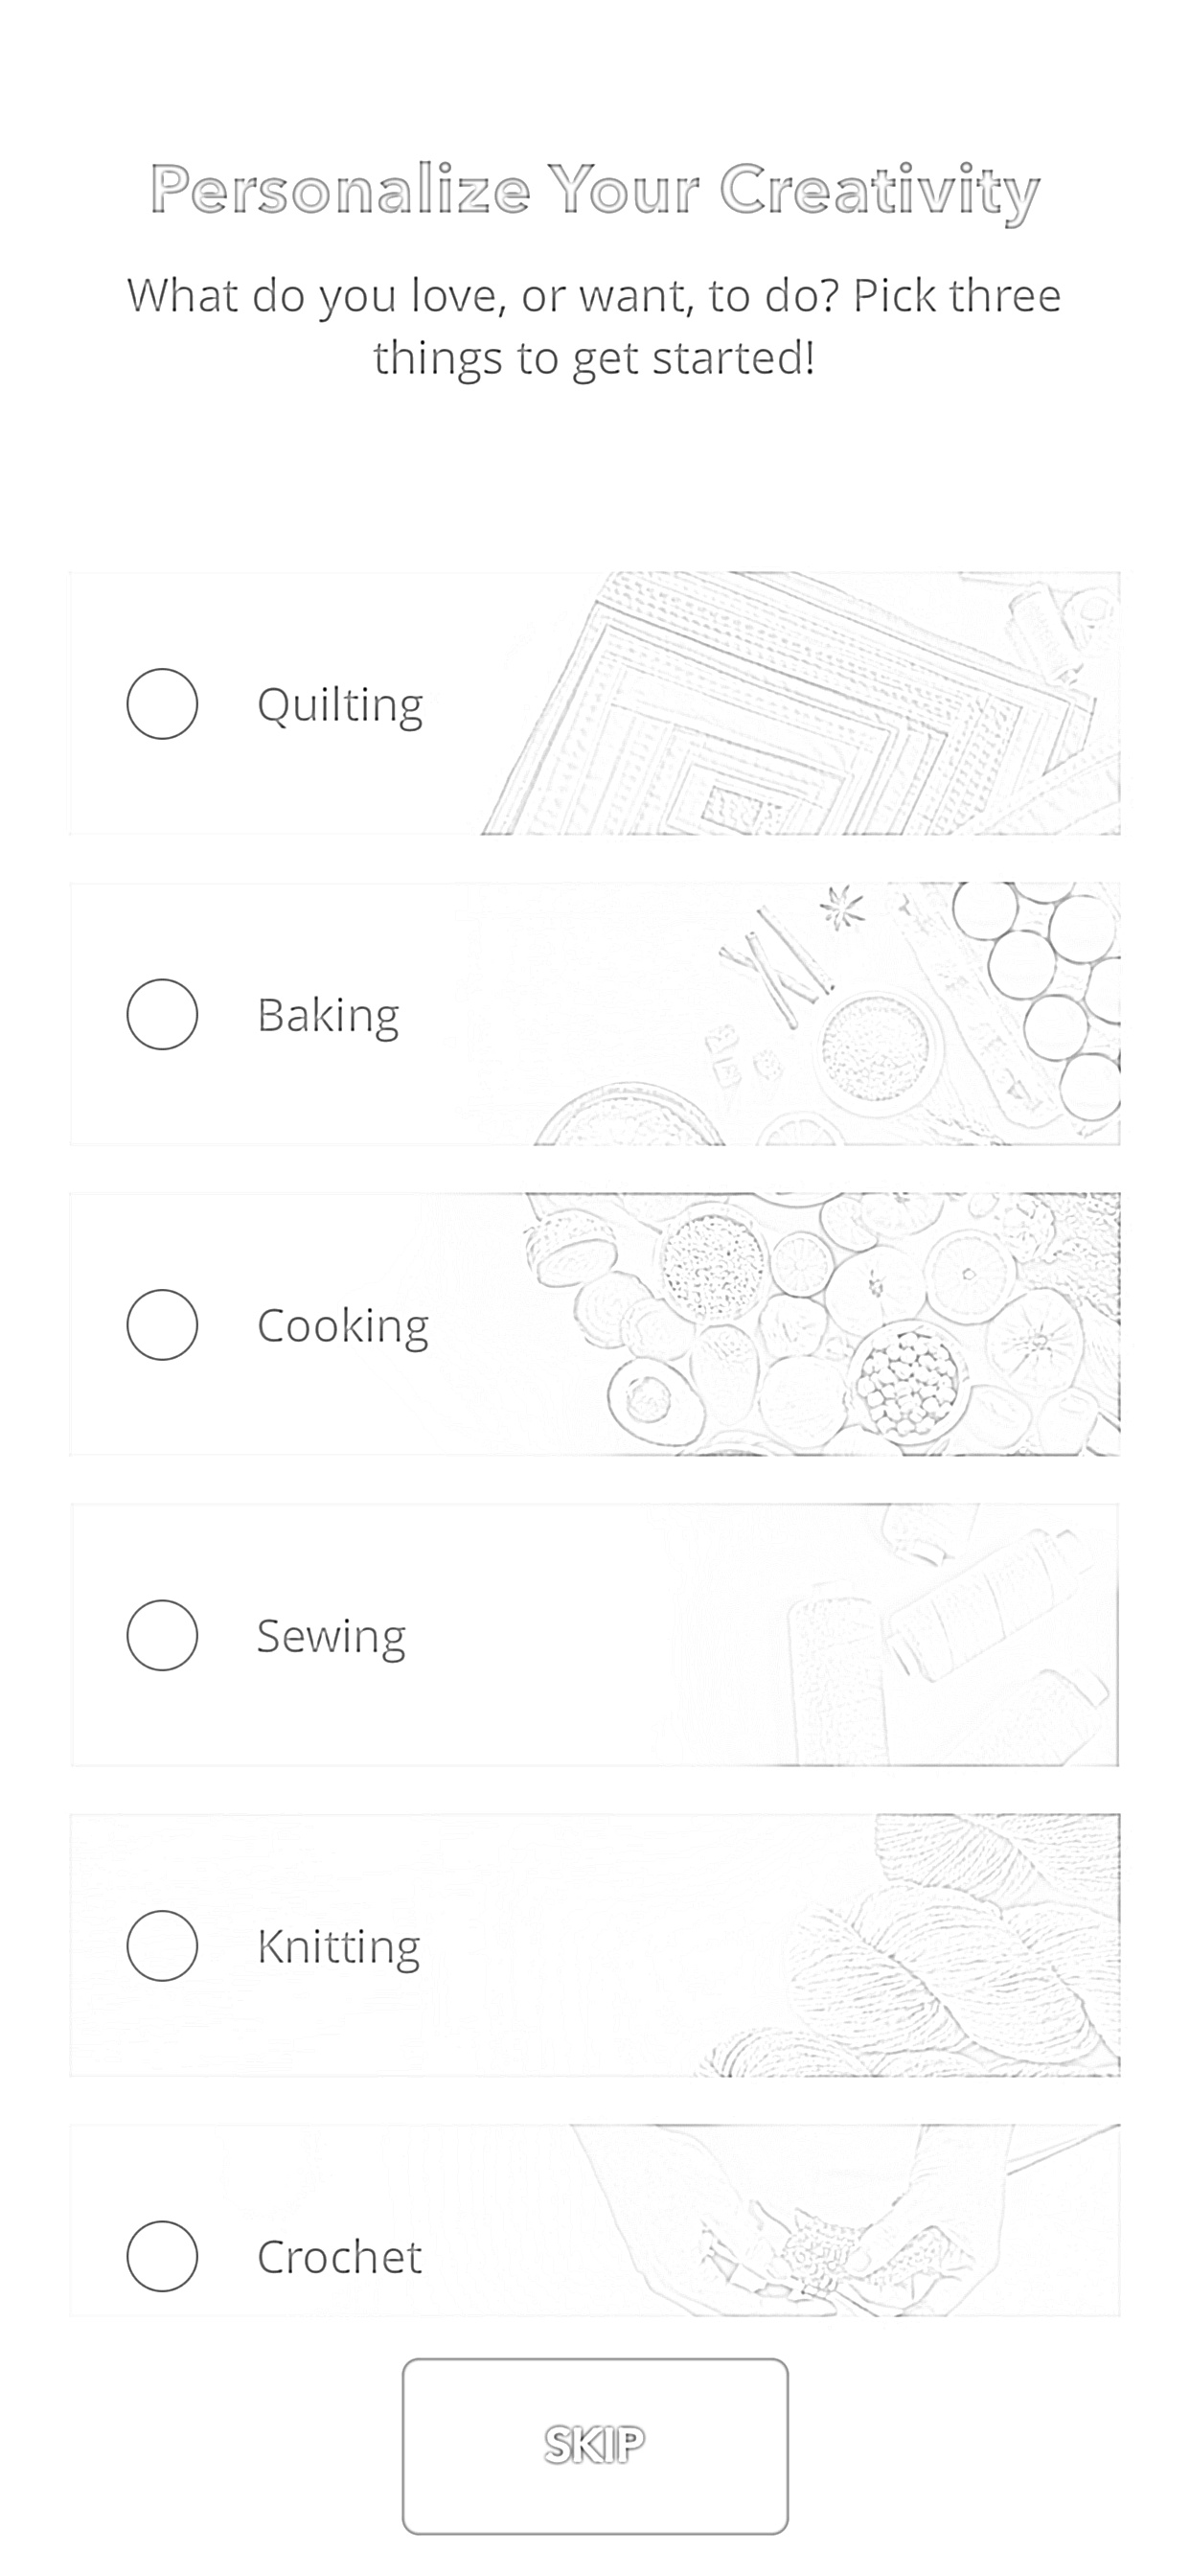 Personalize Your Creativity
What do you love, or want, to do? Pick three
things to get started!
Quilting
Baking
Cooking
Sewing
Knitting
Crochet
SKIP